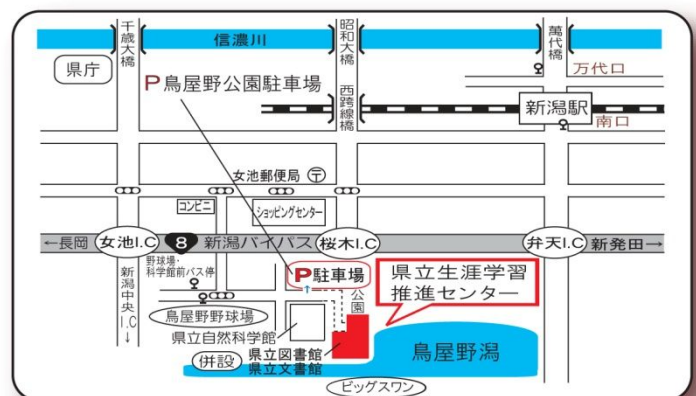 千歳大橋
信濃川
昭和大橋
萬代橋
県庁
P鳥屋野公園駐車場
西跨線橋
万代口
新潟駅
南口
女池郵便局 〒
コンビニ
ショッピングセンター
←長岡
女池I.C
8
新潟バイパス
桜木I.C
弁天I.C
新発田→
野球場・
科学館前バス停
P駐車場
新潟中央I.C→
公園
県立生涯学習
推進センター
鳥屋野野球場
県立自然科学館
併設
県立図書館
県立文書館
鳥屋野潟
ビッグスワン